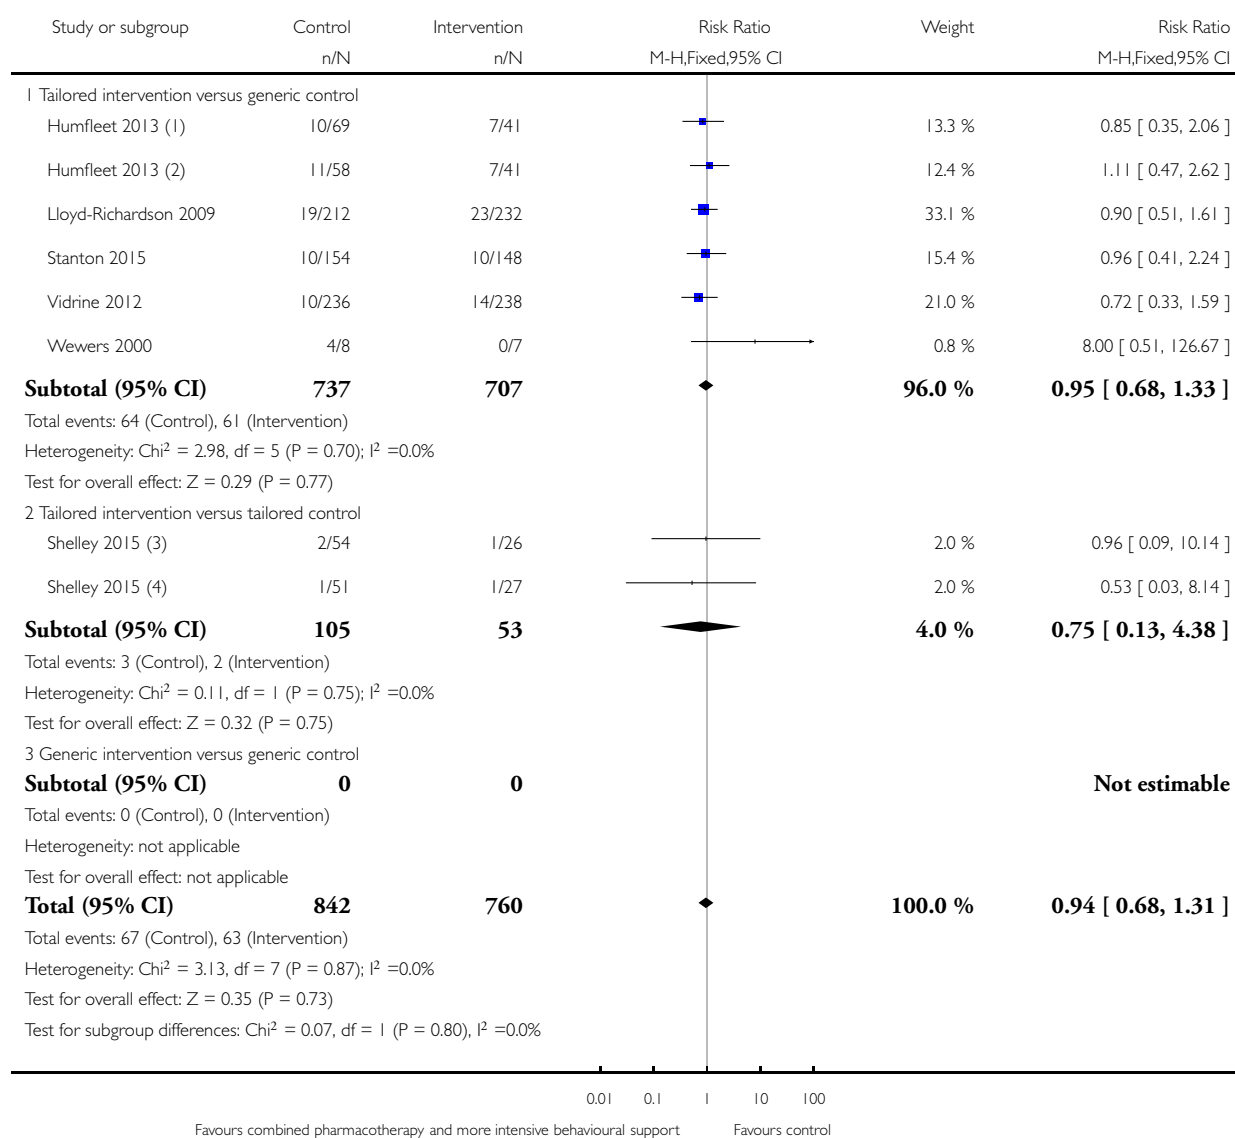 Study or subgroup Control Intervention Risk Ratio Weight Risk Ratio
n/N n/N M-H,Fixed,95% CI M-H,Fixed,95% CI
1 Tailored intervention versus generic control
Humfleet 2013 (1) 10/69 7/41 13.3 % 0.85 [ 0.35, 2.06 ]
Humfleet 2013 (2) 11/58 7/41 12.4 % 1.11 [ 0.47, 2.62 ]
Lloyd-Richardson 2009 19/212 23/232 33.1 % 0.90 [ 0.51, 1.61 ]
Stanton 2015 10/154 10/148 15.4 % 0.96 [ 0.41, 2.24 ]
Vidrine 2012 10/236 14/238 21.0 % 0.72 [ 0.33, 1.59 ]
Wewers 2000 4/8 0/7 0.8 % 8.00 [ 0.51, 126.67 ]
Subtotal (95% CI) 737 707 96.0 % 0.95 [ 0.68, 1.33 ]
Total events: 64 (Control), 61 (Intervention)
Heterogeneity: Chi² = 2.98, df = 5 (P = 0.70); I² =0.0%
Test for overall effect: Z = 0.29 (P = 0.77)
2 Tailored intervention versus tailored control
Shelley 2015 (3) 2/54 1/26 2.0 % 0.96 [ 0.09, 10.14 ]
Shelley 2015 (4) 1/51 1/27 2.0 % 0.53 [ 0.03, 8.14 ]
Subtotal (95% CI) 105 53 4.0 % 0.75 [ 0.13, 4.38 ]
Total events: 3 (Control), 2 (Intervention)
Heterogeneity: Chi² = 0.11, df = 1 (P = 0.75); I² =0.0%
Test for overall effect: Z = 0.32 (P = 0.75)
3 Generic intervention versus generic control
Subtotal (95% CI) 0 0 Not estimable
Total events: 0 (Control), 0 (Intervention)
Heterogeneity: not applicable
Test for overall effect: not applicable
Total (95% CI) 842 760 100.0 % 0.94 [ 0.68, 1.31 ]
Total events: 67 (Control), 63 (Intervention)
Heterogeneity: Chi² = 3.13, df = 7 (P = 0.87); I² =0.0%
Test for overall effect: Z = 0.35 (P = 0.73)
Test for subgroup differences: Chi² = 0.07, df = 1 (P = 0.80), I² =0.0%
0.01 0.1 1 10 100
Favours combined pharmacotherapy and more intensive behavioural support Favours control